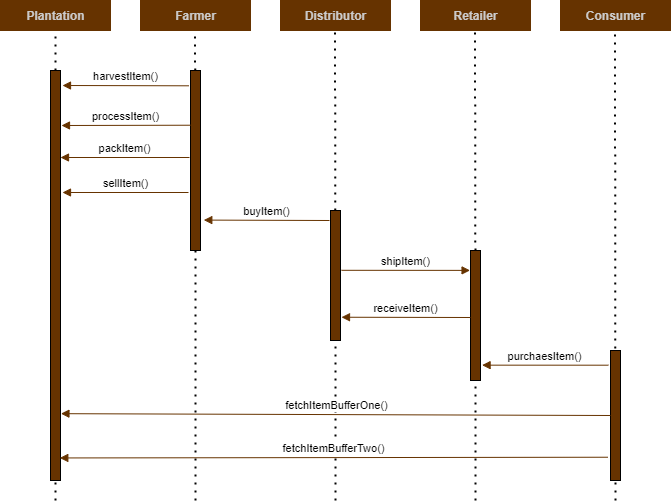 Plantation
Farmer
Distributor
Retailer
Consumer
harvestItem()
processItem()
packItem()
sellItem()
buyItem()
shipItem()
receiveItem()
purchaesItem()
fetchItemBufferOne()
fetchItemBufferTwo()